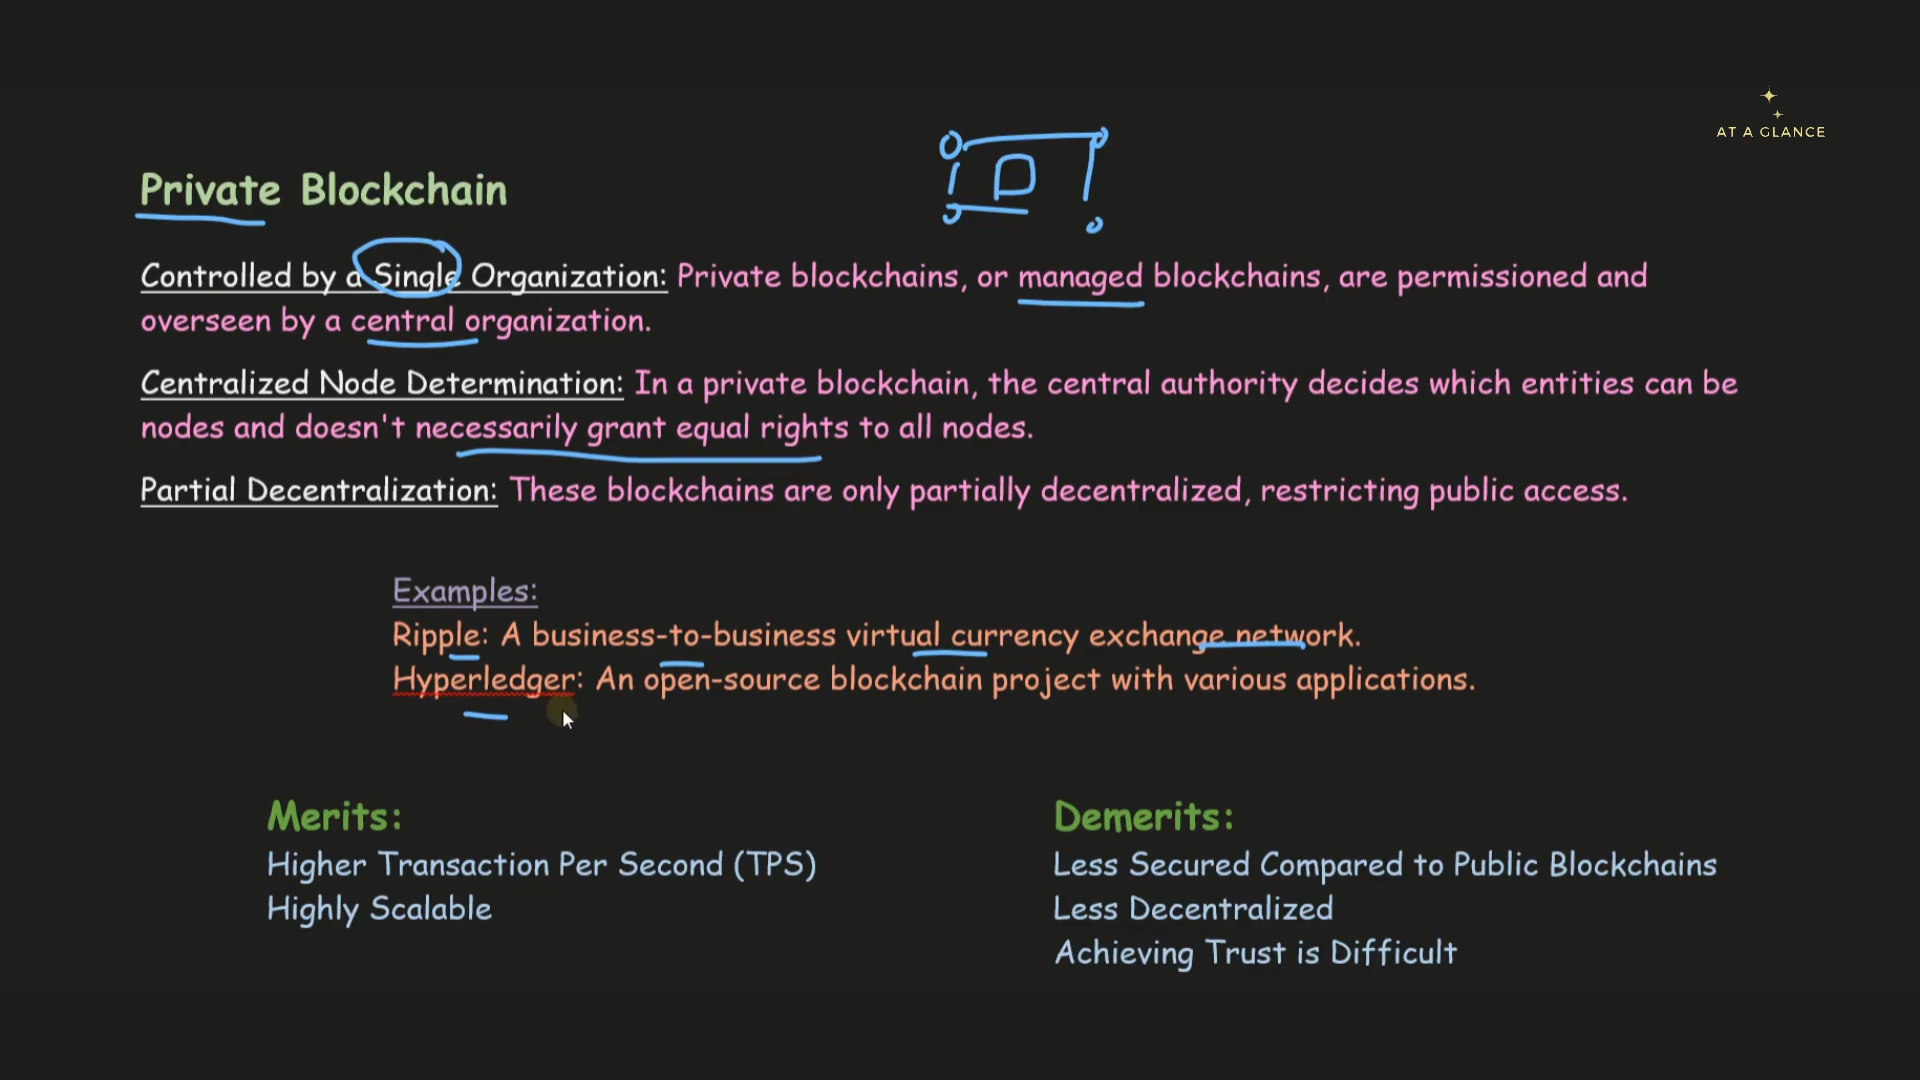 AT A GLANCE
Private Blockchain
Controlled by a Single Organization: Private blockchains, or managed blockchains, are permissioned and
overseen by a central organization.
Centralized Node Determination: In a private blockchain, the central authority decides which entities can be
nodes and doesn't necessarily grant equal rights to all nodes.
Partial Decentralization: These blockchains are only partially decentralized, restricting public access.
Examples:
Ripple: A business-to-business virtual currency exchange network.
Hyperledger: An open-source blockchain project with various applications.
Merits:
Higher Transaction Per Second (TPS)
Highly Scalable
Demerits:
Less Secured Compared to Public Blockchains
Less Decentralized
Achieving Trust is Difficult